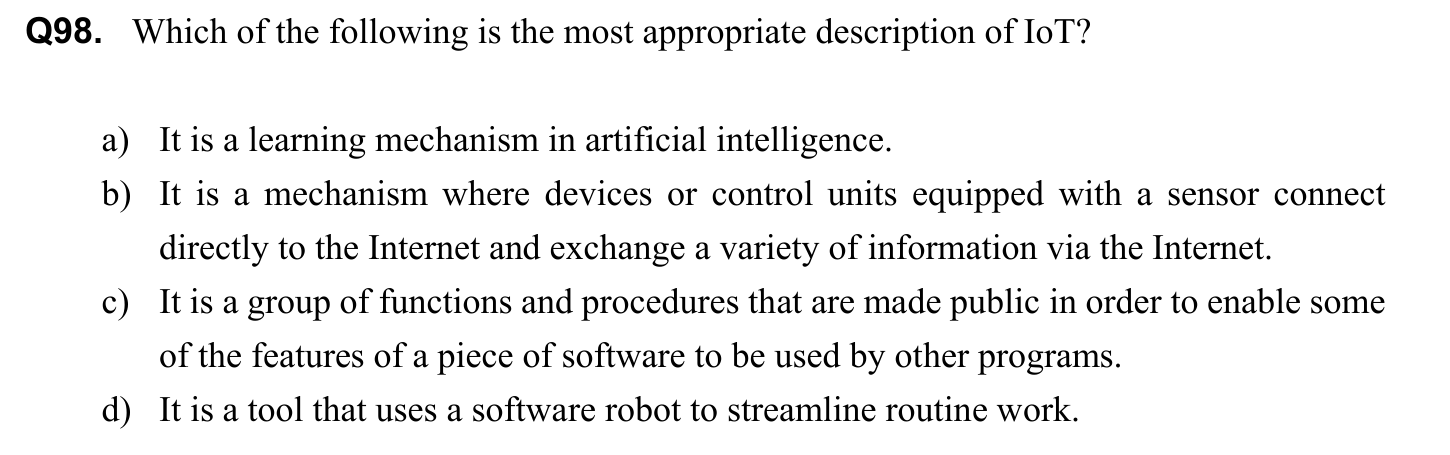 Q98. Which of the following is the most appropriate description of IoT?
a) It is a learning mechanism in artificial intelligence.
b) It is a mechanism where devices or control units equipped with a sensor connect
directly to the Internet and exchange a variety of information via the Internet.
c) It is a group of functions and procedures that are made public in order to enable some
of the features of a piece of software to be used by other programs.
d) It is a tool that uses a software robot to streamline routine work.